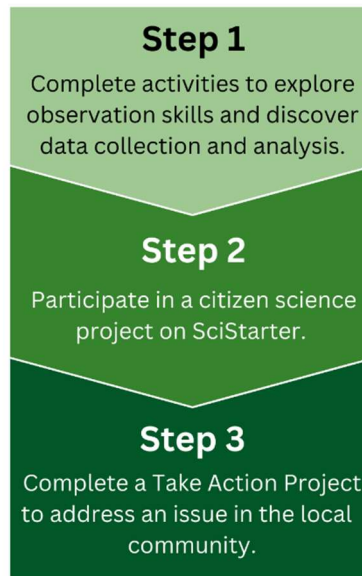 Step 1
Complete activities to explore
observation skills and discover
data collection and analysis.
Step 2
Participate in a citizen science
project on SciStarter.
Step 3
Complete a Take Action Project
to address an issue in the local
community.